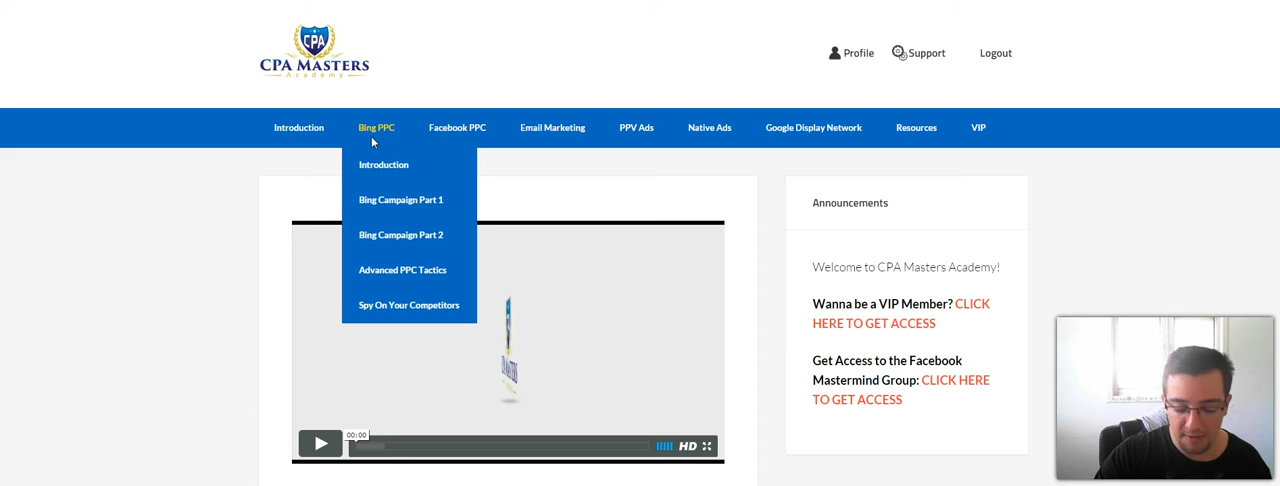 CPA
CPA MASTERS
Academy
Profile
Support
Logout
Introduction
Bing PPC
Facebook PPC
Email Marketing
PPV Ads
Native Ads
Google Display Network
Resources
VIP
Introduction
Bing Campaign Part 1
Bing Campaign Part 2
Advanced PPC Tactics
Spy On Your Competitors
00:00
HD
Announcements
Welcome to CPA Masters Academy!
Wanna be a VIP Member? CLICK
HERE TO GET ACCESS
Get Access to the Facebook
Mastermind Group: CLICK HERE
TO GET ACCESS